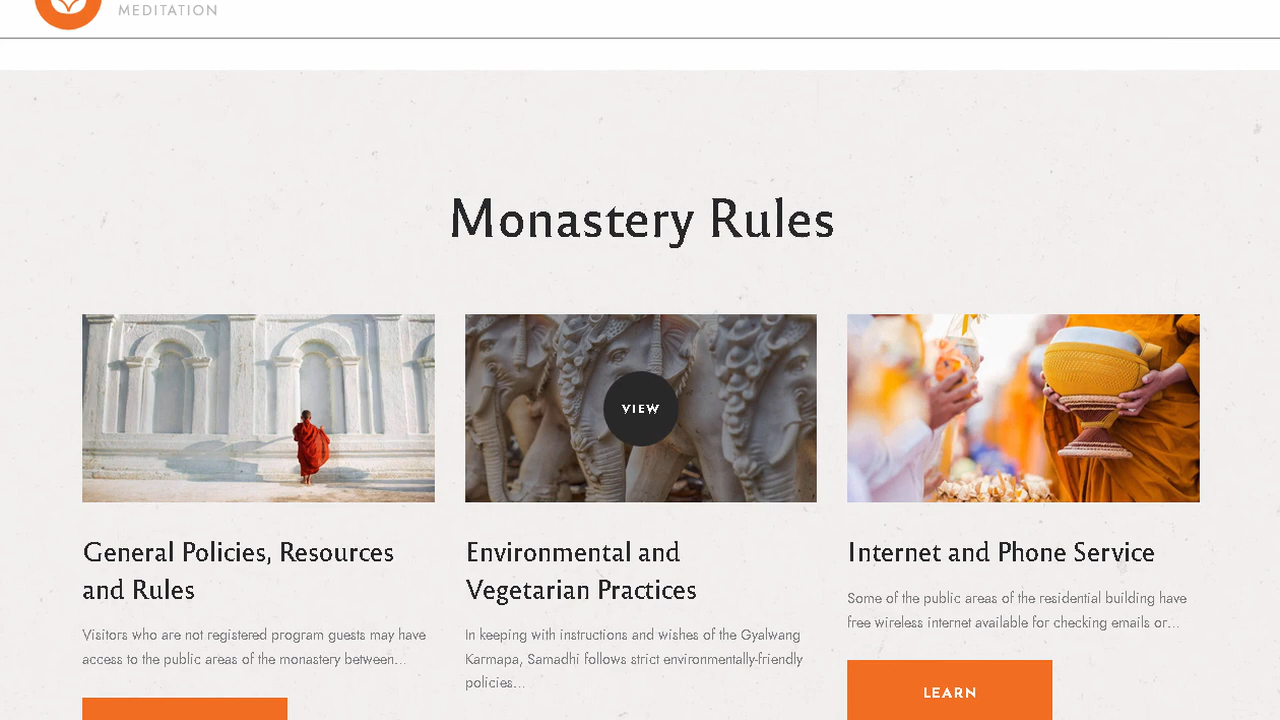 MEDITATION
Monastery Rules
VIEW
General Policies, Resources
and Rules
Visitors who are not registered program guests may have
access to the public areas of the monastery between...
Environmental and
Vegetarian Practices
In keeping with instructions and wishes of the Gyalwang
Karmapa, Samadhi follows strict environmentally-friendly
policies...
Internet and Phone Service
Some of the public areas of the residential building have
free wireless internet available for checking emails or...
LEARN